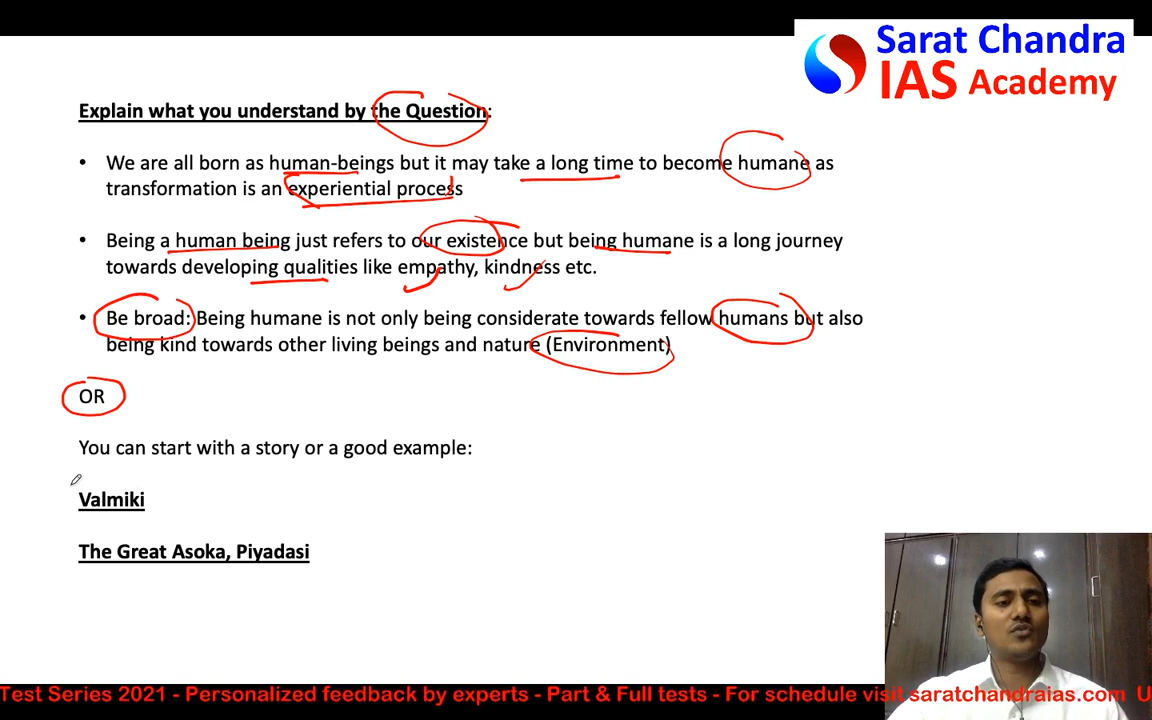 Sarat Chandra
IAS Academy
Explain what you understand by the Question:
• We are all born as human-beings but it may take a long time to become humane as
transformation is an experiential process
• Being a human being just refers to our existence but being humane is a long journey
towards developing qualities like empathy, kindness etc.
• Be broad: Being humane is not only being considerate towards fellow humans but also
being kind towards other living beings and nature (Environment)
OR
You can start with a story or a good example:
Valmiki
The Great Asoka, Piyadasi
Test Series 2021 - Personalized feedback by experts - Part & Full tests - For schedule visit saratchandraias.com U